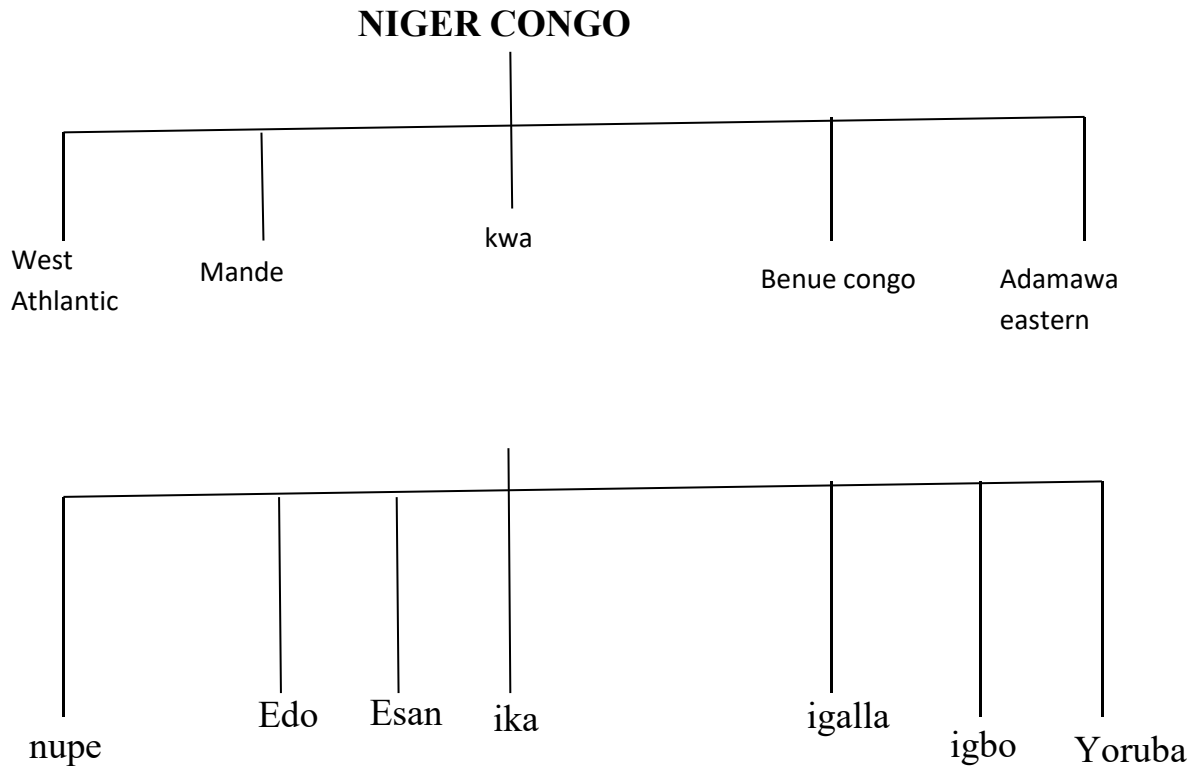 NIGER CONGO
West
Athlantic
Mande
kwa
Benue congo
Adamawa
eastern
nupe
Edo
Esan
ika
igalla
igbo
Yoruba